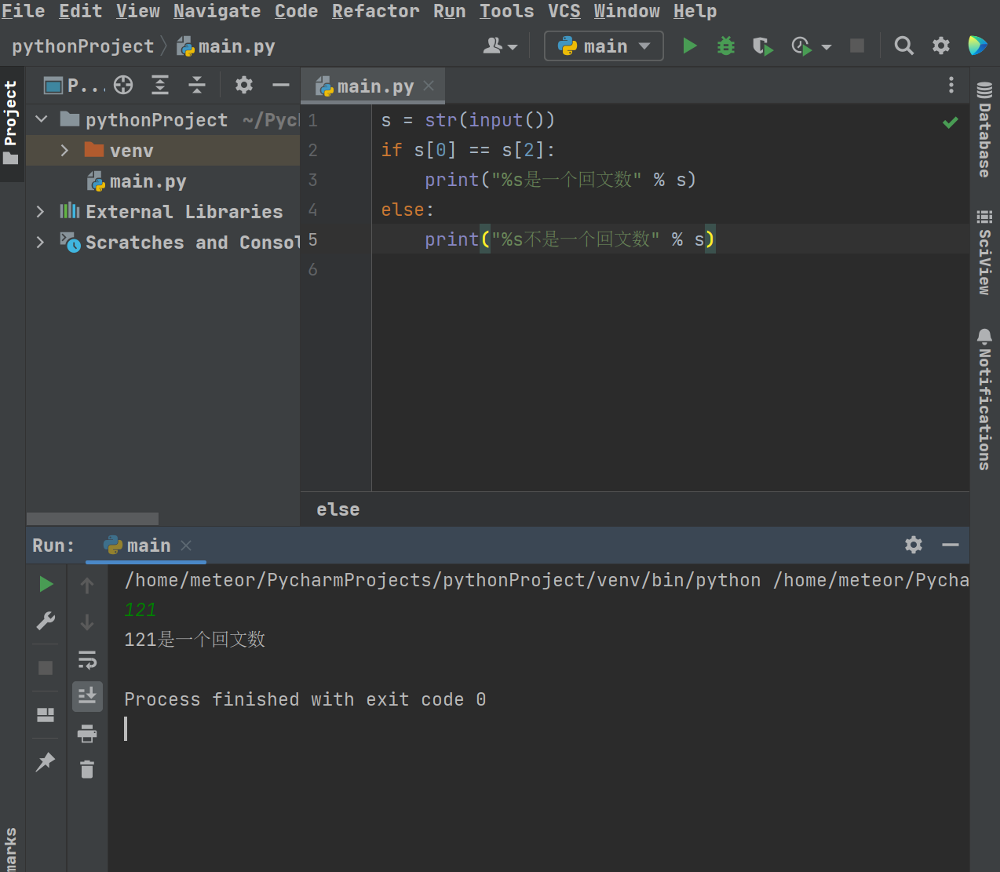 File Edit View Navigate Code Refactor Run Tools VCS Window Help
pythonProject main.py
main
Project
P...
main.py
pythonProject ~/Pych
venv
main.py
External Libraries
Scratches and Consol
1 s = str(input())
2 if s[0] == s[2]:
3 print("%s是一个回文数" % s)
4 else:
5 print("%s不是一个回文数" % s)
6
else
Database
SciView
Notifications
Run: main
/home/meteor/PycharmProjects/pythonProject/venv/bin/python /home/meteor/Pycha
121
121是一个回文数
Process finished with exit code 0
marks